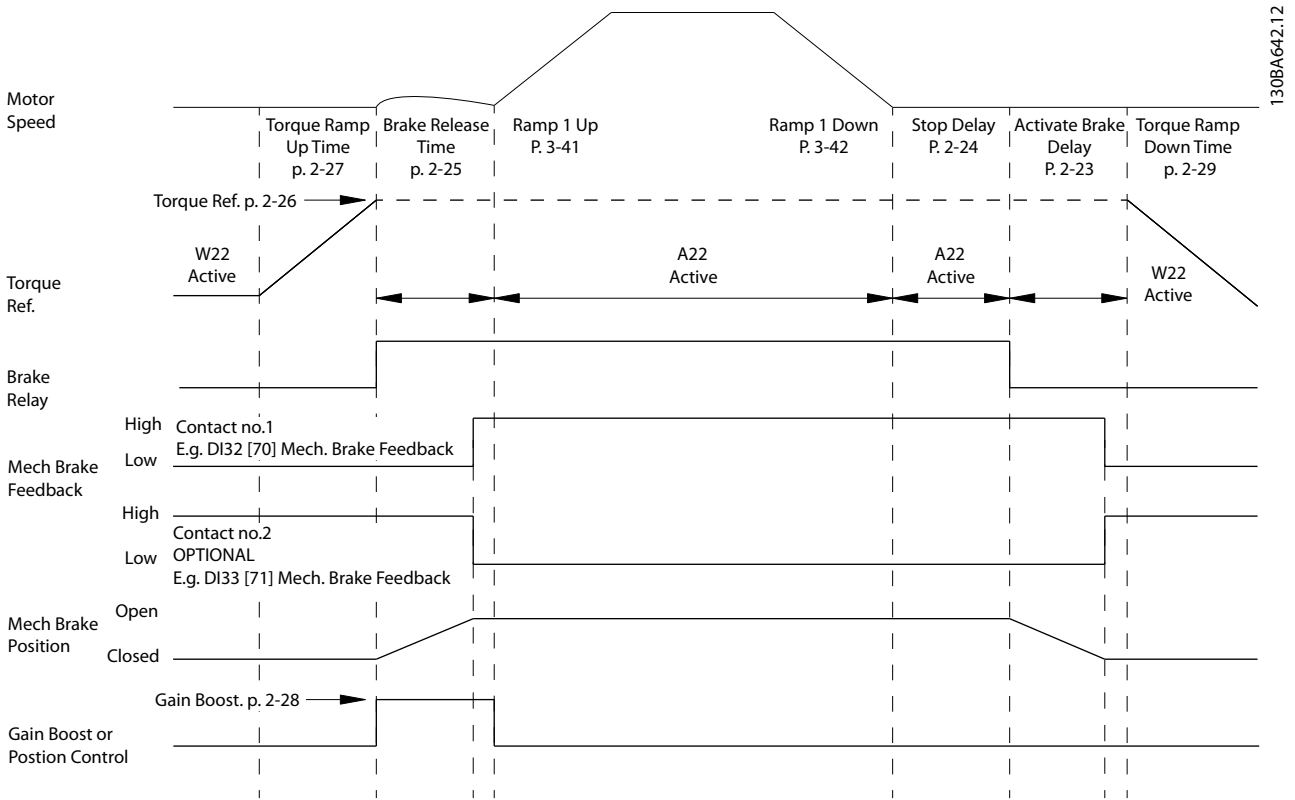 130BA642.12
Motor
Speed
Torque Ramp
Up Time
p. 2-27
Brake Release
Time
p. 2-25
Ramp 1 Up
P. 3-41
Ramp 1 Down
P. 3-42
Stop Delay
P. 2-24
Activate Brake
Delay
P. 2-23
Torque Ramp
Down Time
p. 2-29
Torque Ref. p. 2-26
Torque
Ref.
W22
Active
A22
Active
A22
Active
W22
Active
Brake
Relay
Mech Brake
Feedback
High
Low
Contact no.1
E.g. DI32 [70] Mech. Brake Feedback
High
Low
Contact no.2
OPTIONAL
E.g. DI33 [71] Mech. Brake Feedback
Mech Brake
Position
Open
Closed
Gain Boost. p. 2-28
Gain Boost or
Postion Control